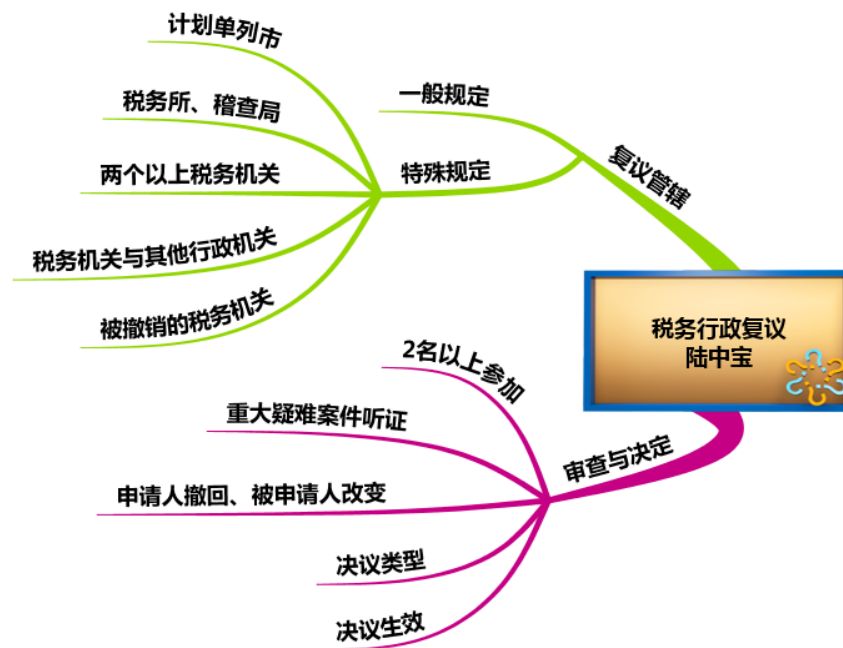 税务行政复议
陆中宝
复议管辖
一般规定
特殊规定
计划单列市
税务所、稽查局
两个以上税务机关
税务机关与其他行政机关
被撤销的税务机关
审查与决定
2名以上参加
重大疑难案件听证
申请人撤回、被申请人改变
决议类型
决议生效